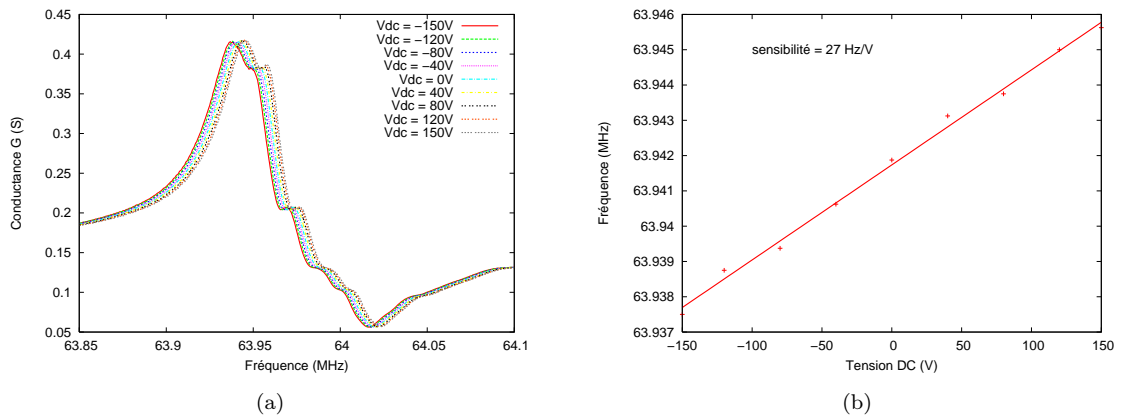 0.45
0.4
0.35
0.3
0.25
0.2
0.15
0.1
0.05
Conductance G (S)
Vdc = −150V
Vdc = −120V
Vdc = −80V
Vdc = −40V
Vdc = 0V
Vdc = 40V
Vdc = 80V
Vdc = 120V
Vdc = 150V
63.85 63.9 63.95 64 64.05 64.1
Fréquence (MHz)
(a)
63.946
63.945
63.944
63.943
63.942
63.941
63.94
63.939
63.938
63.937
Fréquence (MHz)
sensibilité = 27 Hz/V
−150 −100 −50 0 50 100 150
Tension DC (V)
(b)